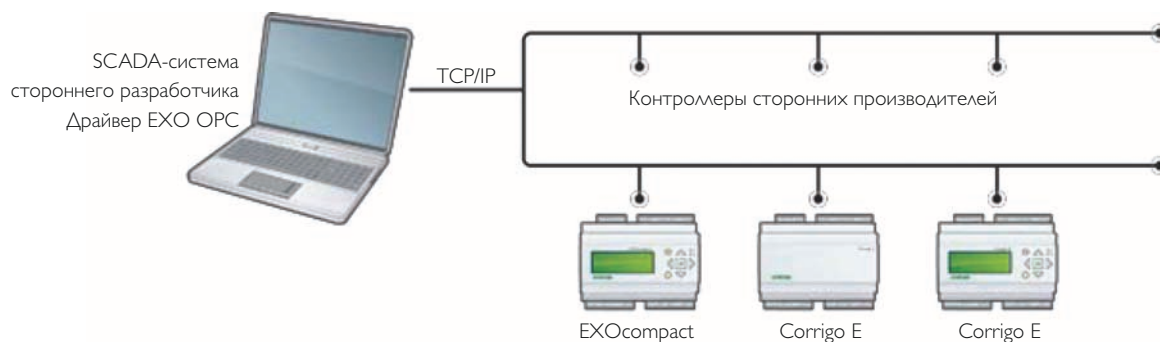 SCADA-система
стороннего разработчика
Драйвер EXO OPC
TCP/IP
Контроллеры сторонних производителей
EXOcompact
Corrigo E
Corrigo E